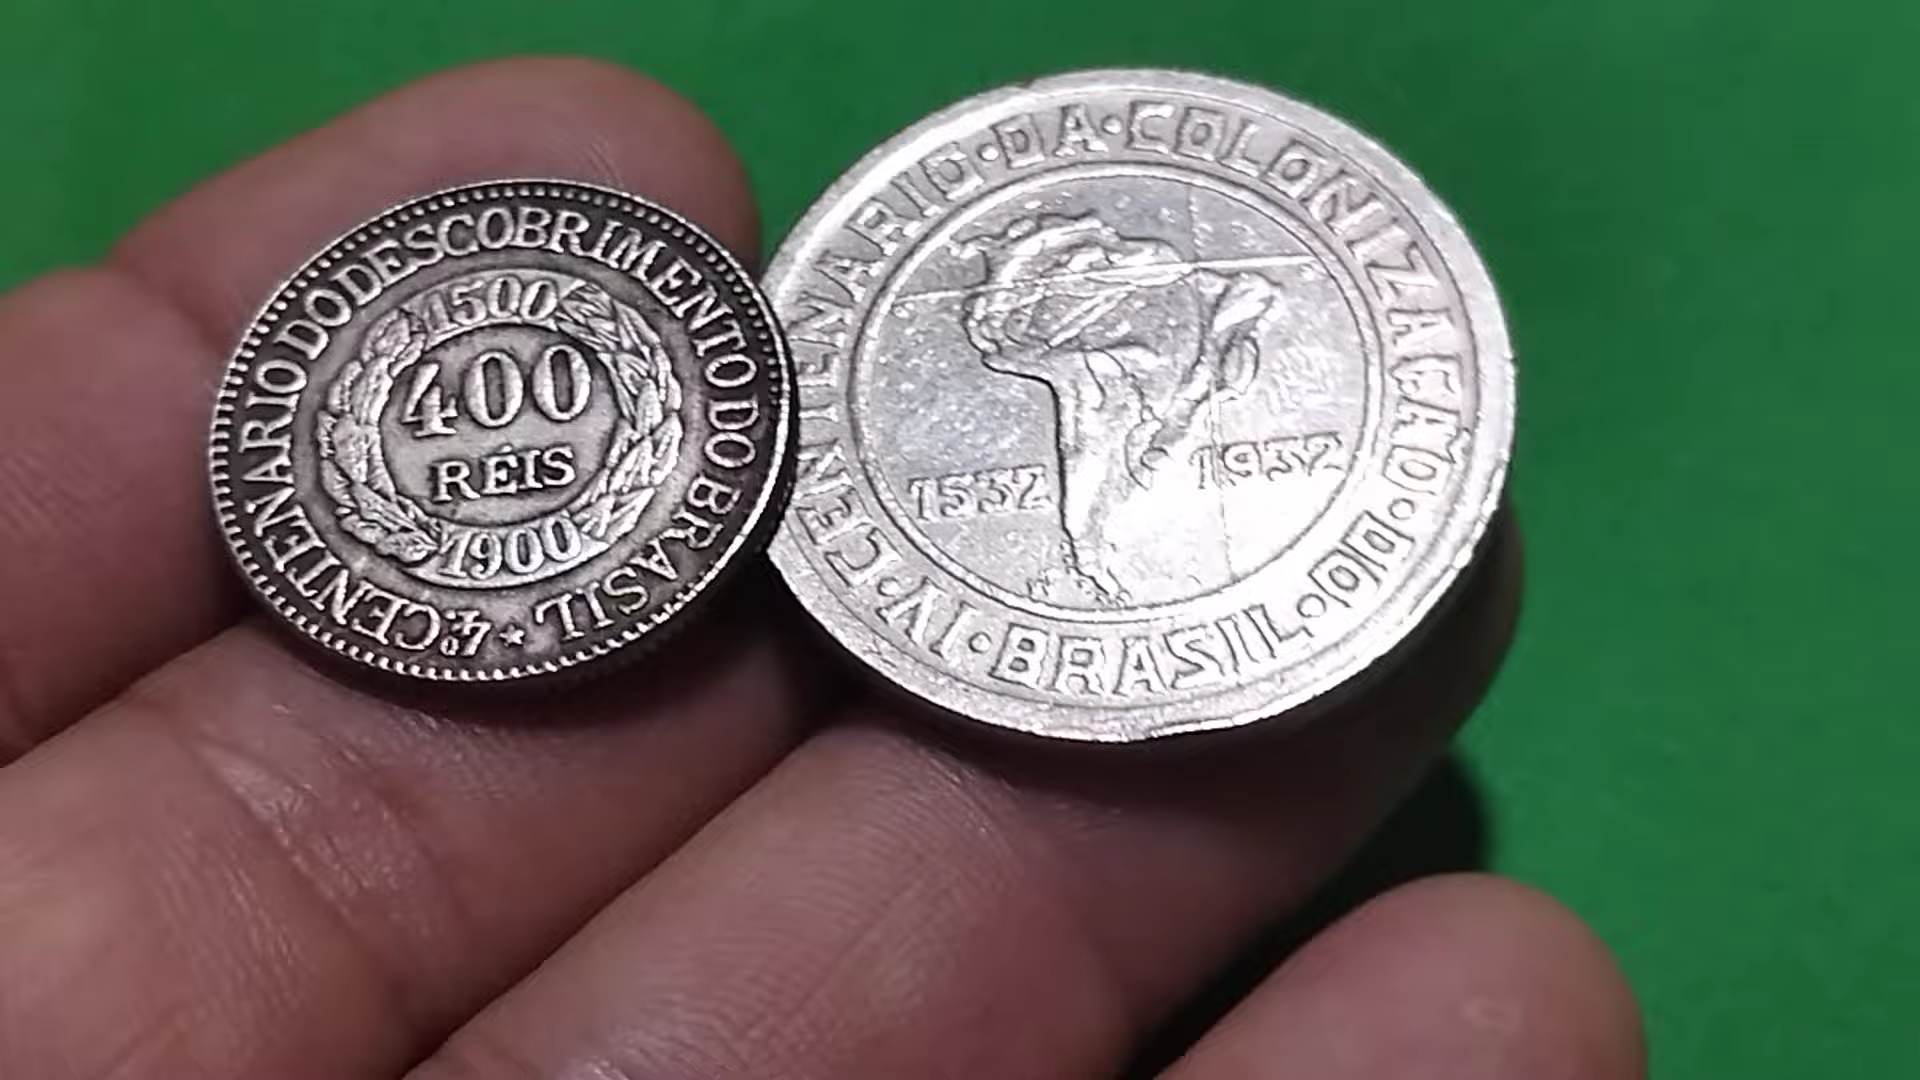 4º CENTENARIO DO DESCOBRIMENTO DO BRASIL
1500
400
RÉIS
1900
IV·CENTENARIO·DA·COLONIZAÇÃO·DO·BRASIL·
1532
1932